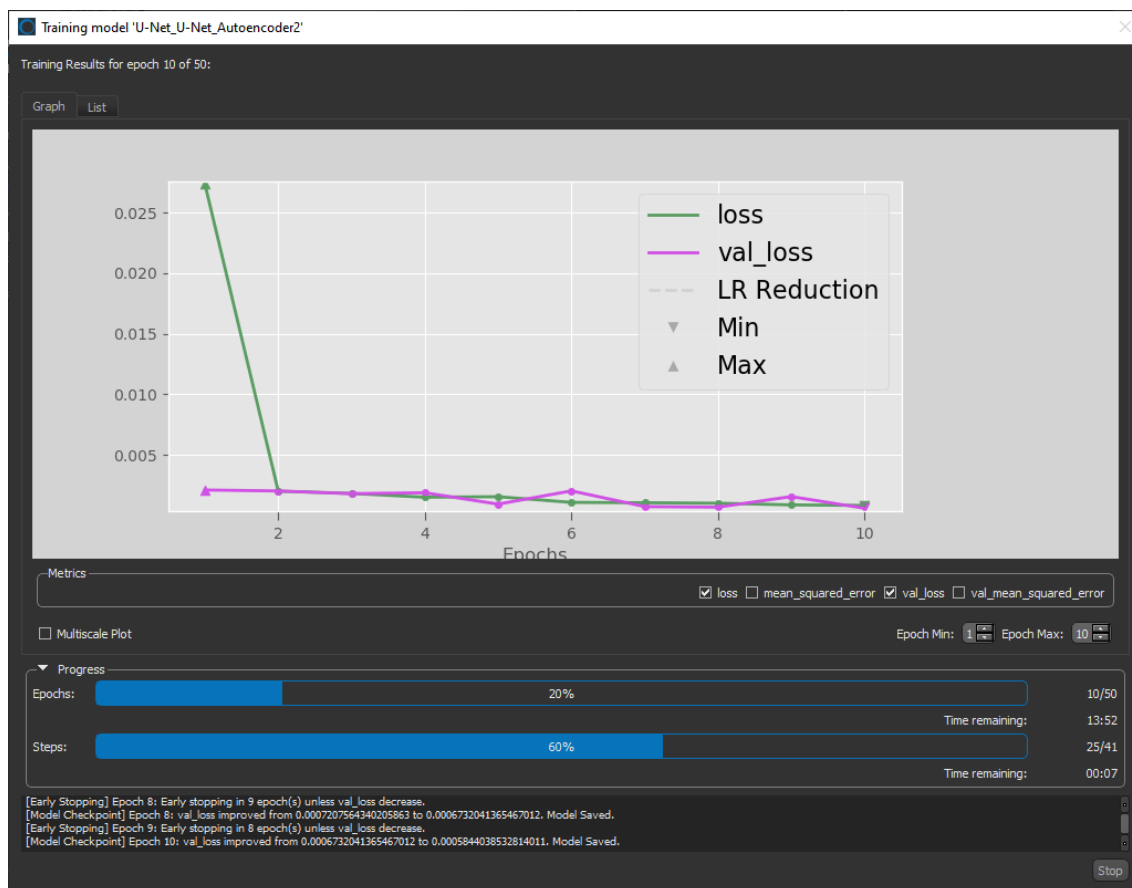 Training model 'U-Net_U-Net_Autoencoder2'
Training Results for epoch 10 of 50:
Graph List
0.025
0.020
0.015
0.010
0.005
loss
val_loss
LR Reduction
Min
Max
2 4 6 8 10
Epochs
Metrics
loss mean_squared_error val_loss val_mean_squared_error
Multiscale Plot Epoch Min: 1 Epoch Max: 10
Progress
Epochs: 20% 10/50
Time remaining: 13:52
Steps: 60% 25/41
Time remaining: 00:07
[Early Stopping] Epoch 8: Early stopping in 9 epoch(s) unless val_loss decrease.
[Model Checkpoint] Epoch 8: val_loss improved from 0.0007207564340205863 to 0.0006732041365467012. Model Saved.
[Early Stopping] Epoch 9: Early stopping in 8 epoch(s) unless val_loss decrease.
[Model Checkpoint] Epoch 10: val_loss improved from 0.0006732041365467012 to 0.0005844038532814011. Model Saved.
Stop